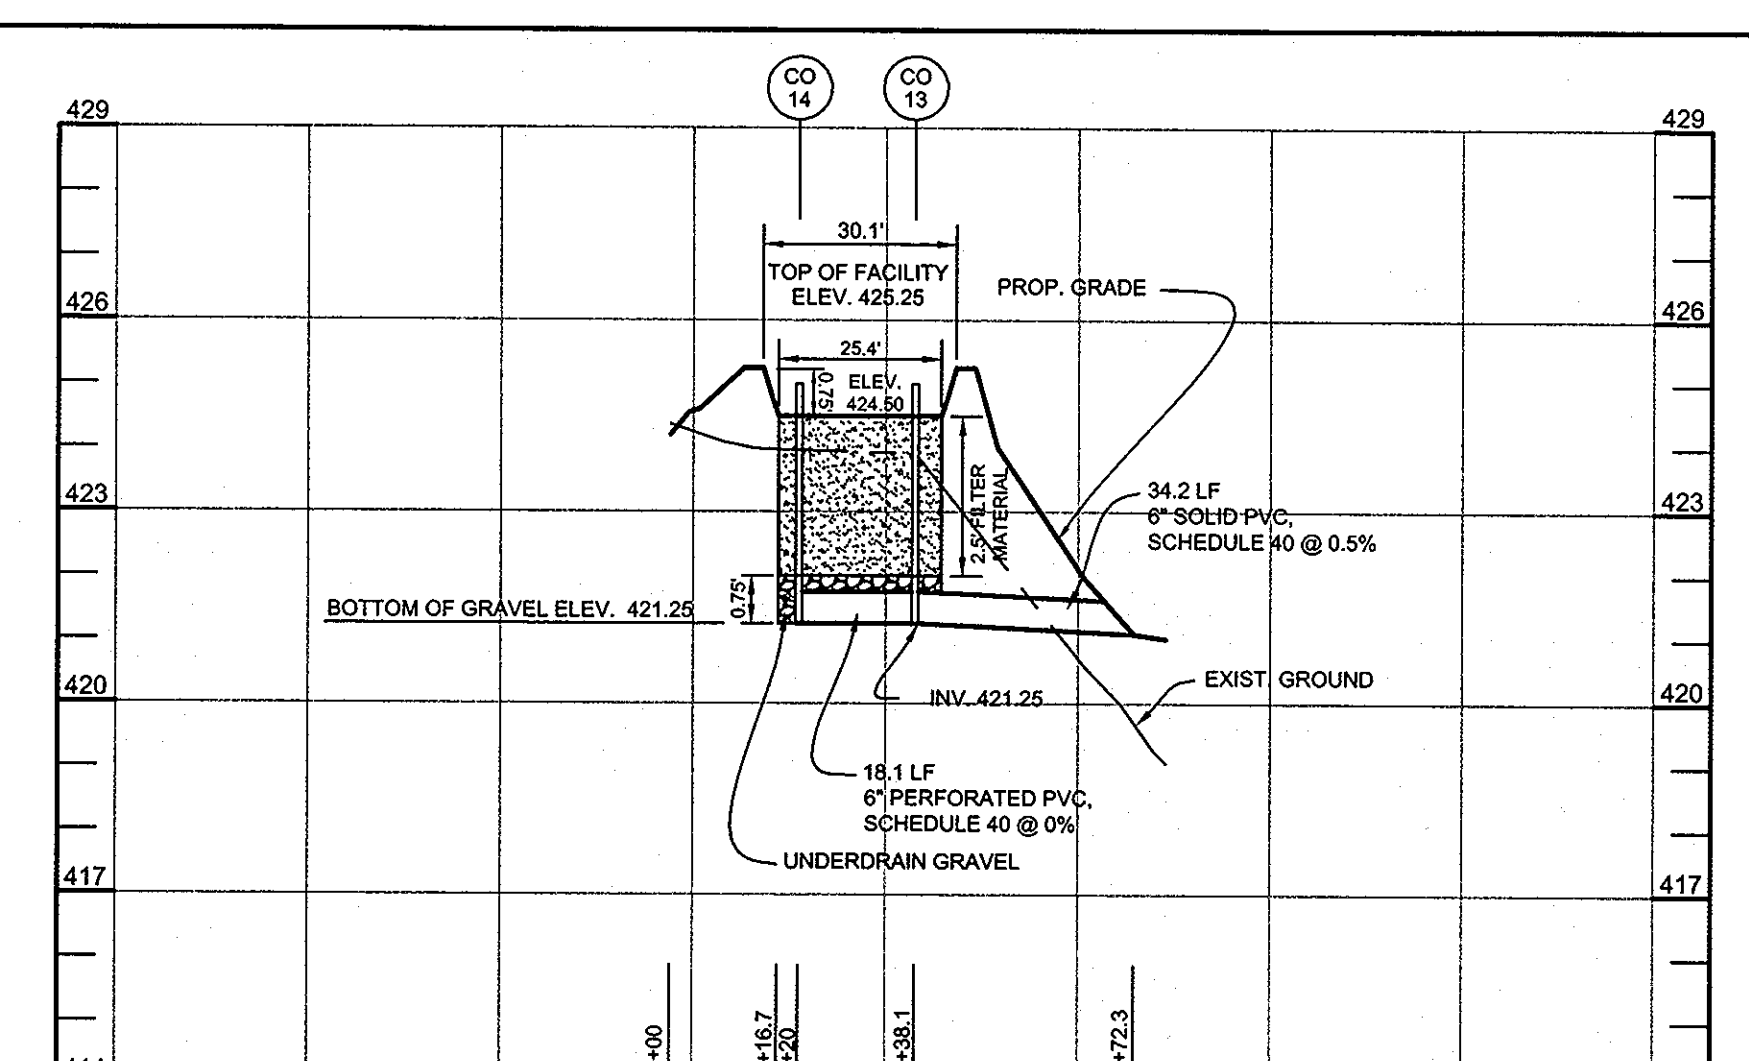 CO
14
CO
13
429
429
30.1'
TOP OF FACILITY
ELEV. 425.25
PROP. GRADE
426
426
25.4'
0.75'
ELEV.
424.50
2.5' FILTER
MATERIAL
423
423
34.2 LF
6" SOLID PVC,
SCHEDULE 40 @ 0.5%
0.75'
BOTTOM OF GRAVEL ELEV. 421.25
EXIST. GROUND
420
420
INV. 421.25
18.1 LF
6" PERFORATED PVC,
SCHEDULE 40 @ 0%
UNDERDRAIN GRAVEL
417
417
+00
+16.7
+20
+38.1
+72.3